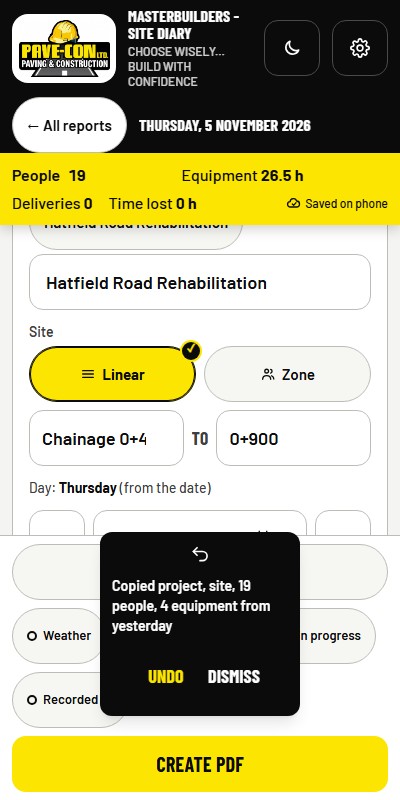 PAVE-CON LTD.
PAVING & CONSTRUCTION
MASTERBUILDERS -
SITE DIARY
CHOOSE WISELY...
BUILD WITH
CONFIDENCE
← All reports
THURSDAY, 5 NOVEMBER 2026
People 19
Equipment 26.5 h
Deliveries 0
Time lost 0 h
Saved on phone
Hatfield Road Rehabilitation
Hatfield Road Rehabilitation
Site
Linear
Zone
Chainage 0+4
TO
0+900
Day: Thursday (from the date)
Copied project, site, 19
people, 4 equipment from
yesterday
UNDO
DISMISS
Weather
n progress
Recorded
CREATE PDF